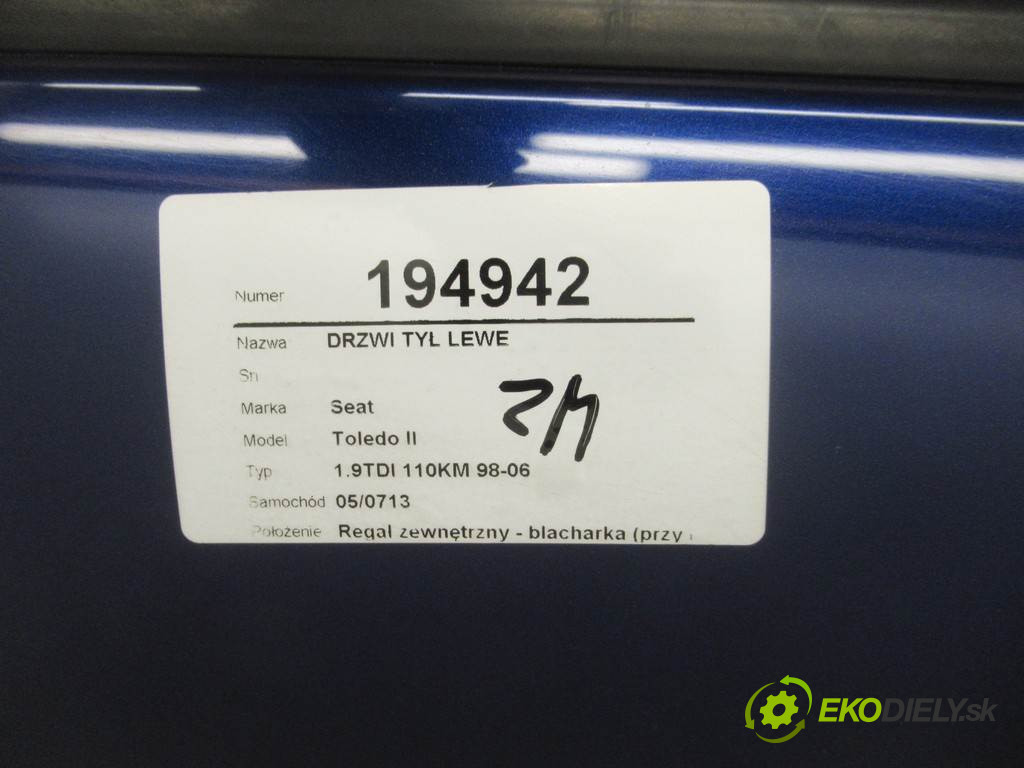 Numer 194942
Nazwa DRZWI TYŁ LEWE
Sn
Marka Seat
Model Toledo II
Typ 1.9TDI 110KM 98-06
Samochód 05/0713
Położenie Regał zewnętrzny - blacharka (przy
EKODIELY.sk